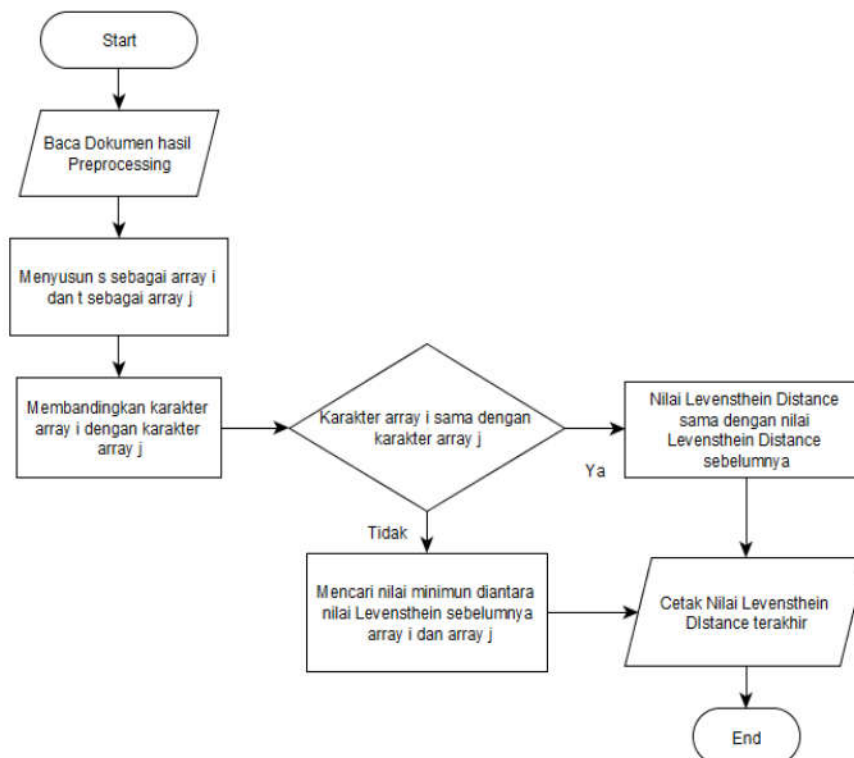 Start
Baca Dokumen hasil
Preprocessing
Menyusun s sebagai array i
dan t sebagai array j
Membandingkan karakter
array i dengan karakter
array j
Karakter array i sama dengan
karakter array j
Ya
Nilai Levensthein Distance
sama dengan nilai
Levensthein Distance
sebelumnya
Tidak
Mencari nilai minimun diantara
nilai Levensthein sebelumnya
array i dan array j
Cetak Nilai Levensthein
DIstance terakhir
End